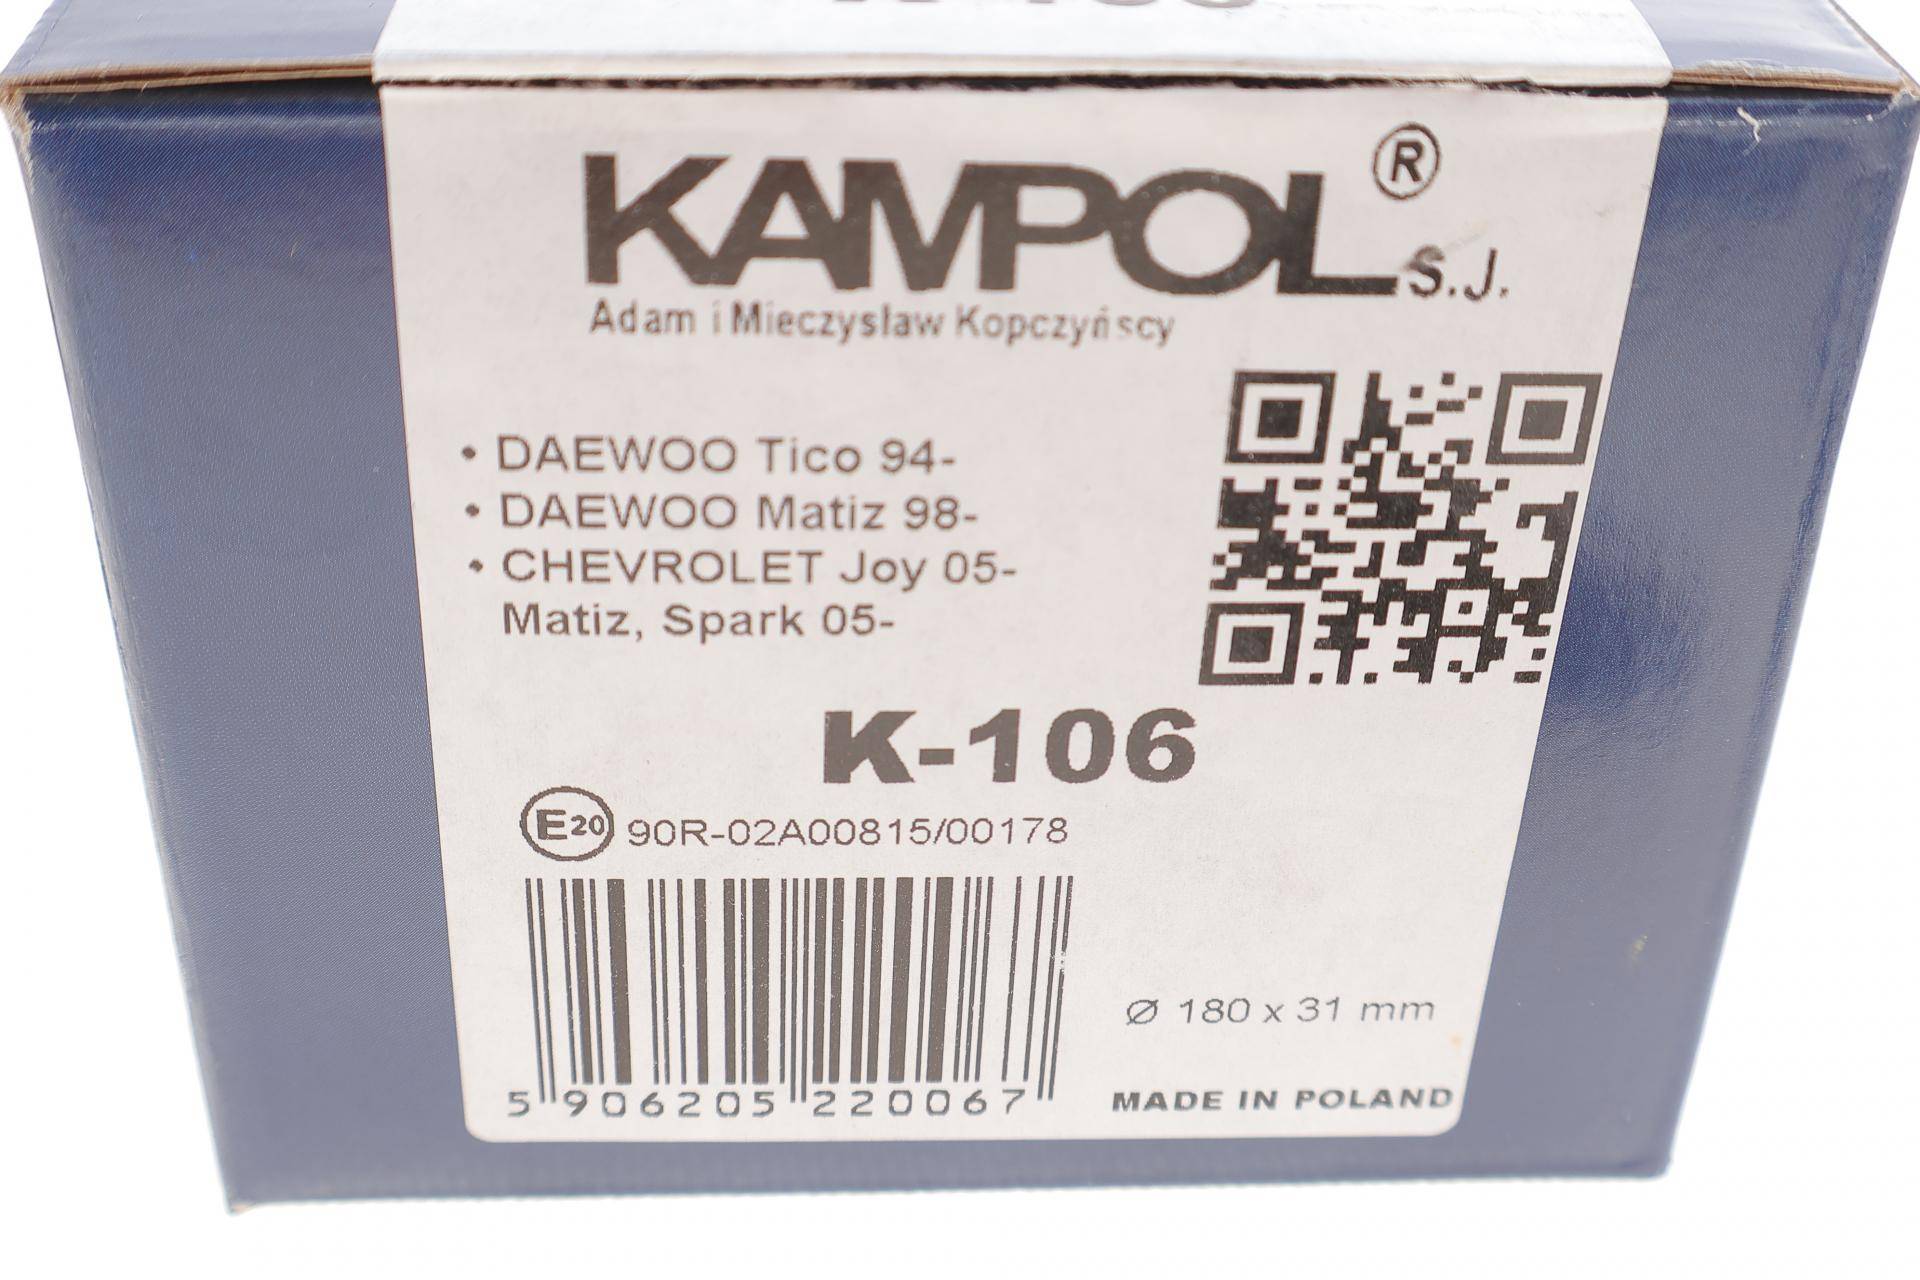 KAMPOL® S.J.
Adam i Mieczysław Kopczyńscy
• DAEWOO Tico 94-
• DAEWOO Matiz 98-
• CHEVROLET Joy 05-
Matiz, Spark 05-
K-106
E20 90R-02A00815/00178
5 906205 220067
Ø 180 x 31 mm
MADE IN POLAND